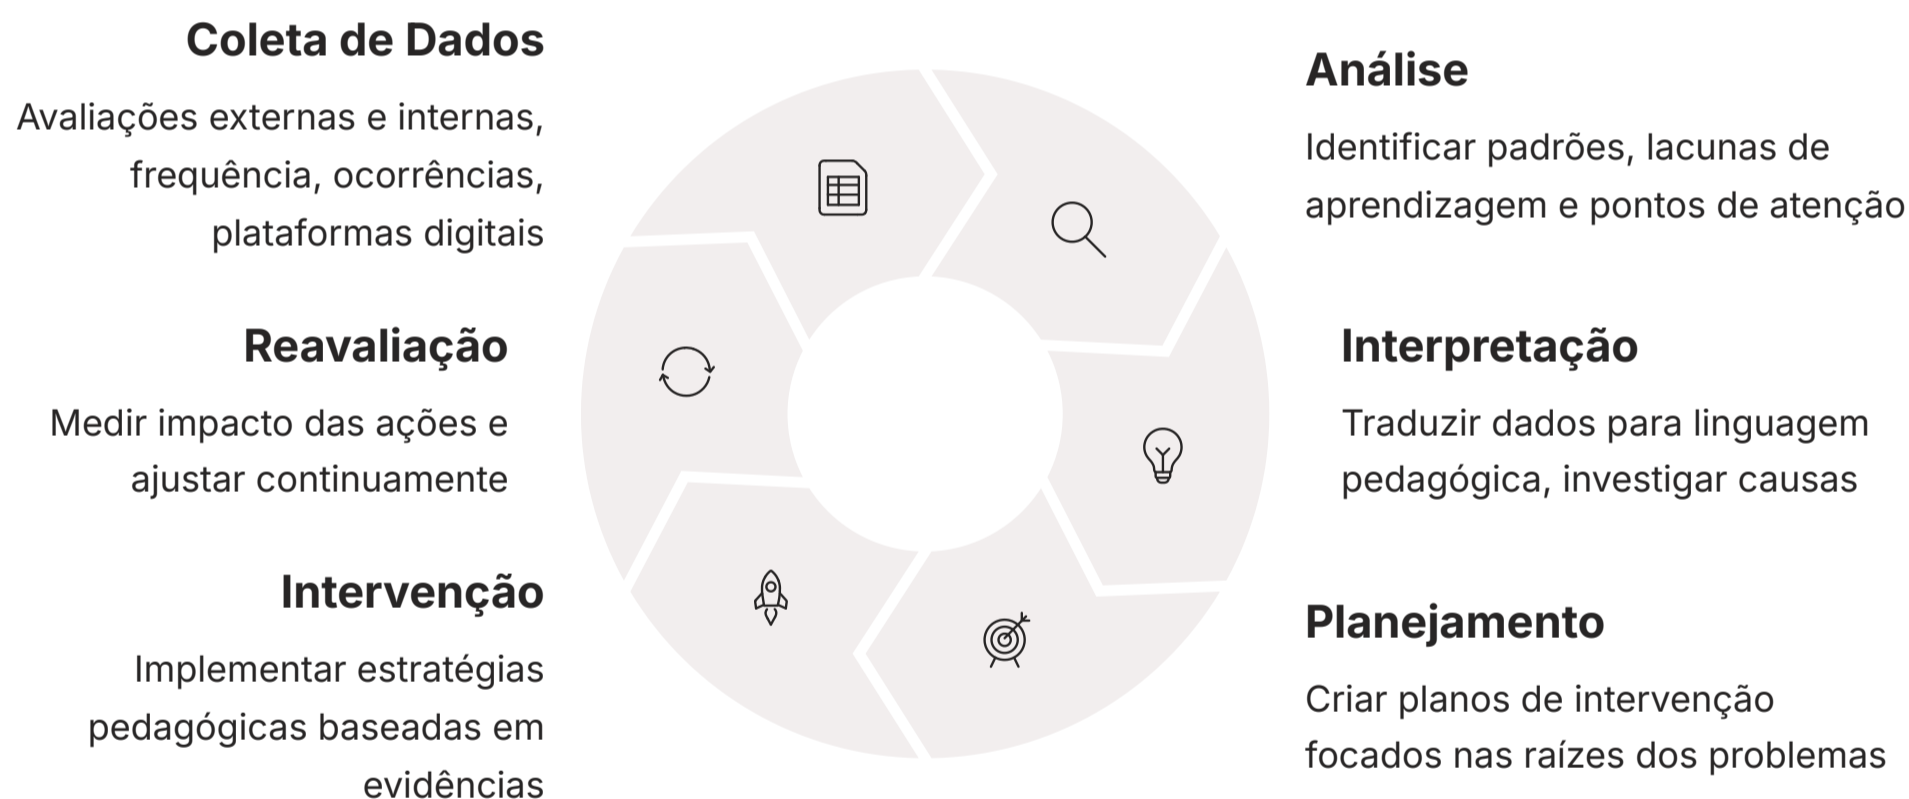 Coleta de Dados
Avaliações externas e internas,
frequência, ocorrências,
plataformas digitais
Análise
Identificar padrões, lacunas de
aprendizagem e pontos de atenção
Interpretação
Traduzir dados para linguagem
pedagógica, investigar causas
Planejamento
Criar planos de intervenção
focados nas raízes dos problemas
Intervenção
Implementar estratégias
pedagógicas baseadas em
evidências
Reavaliação
Medir impacto das ações e
ajustar continuamente